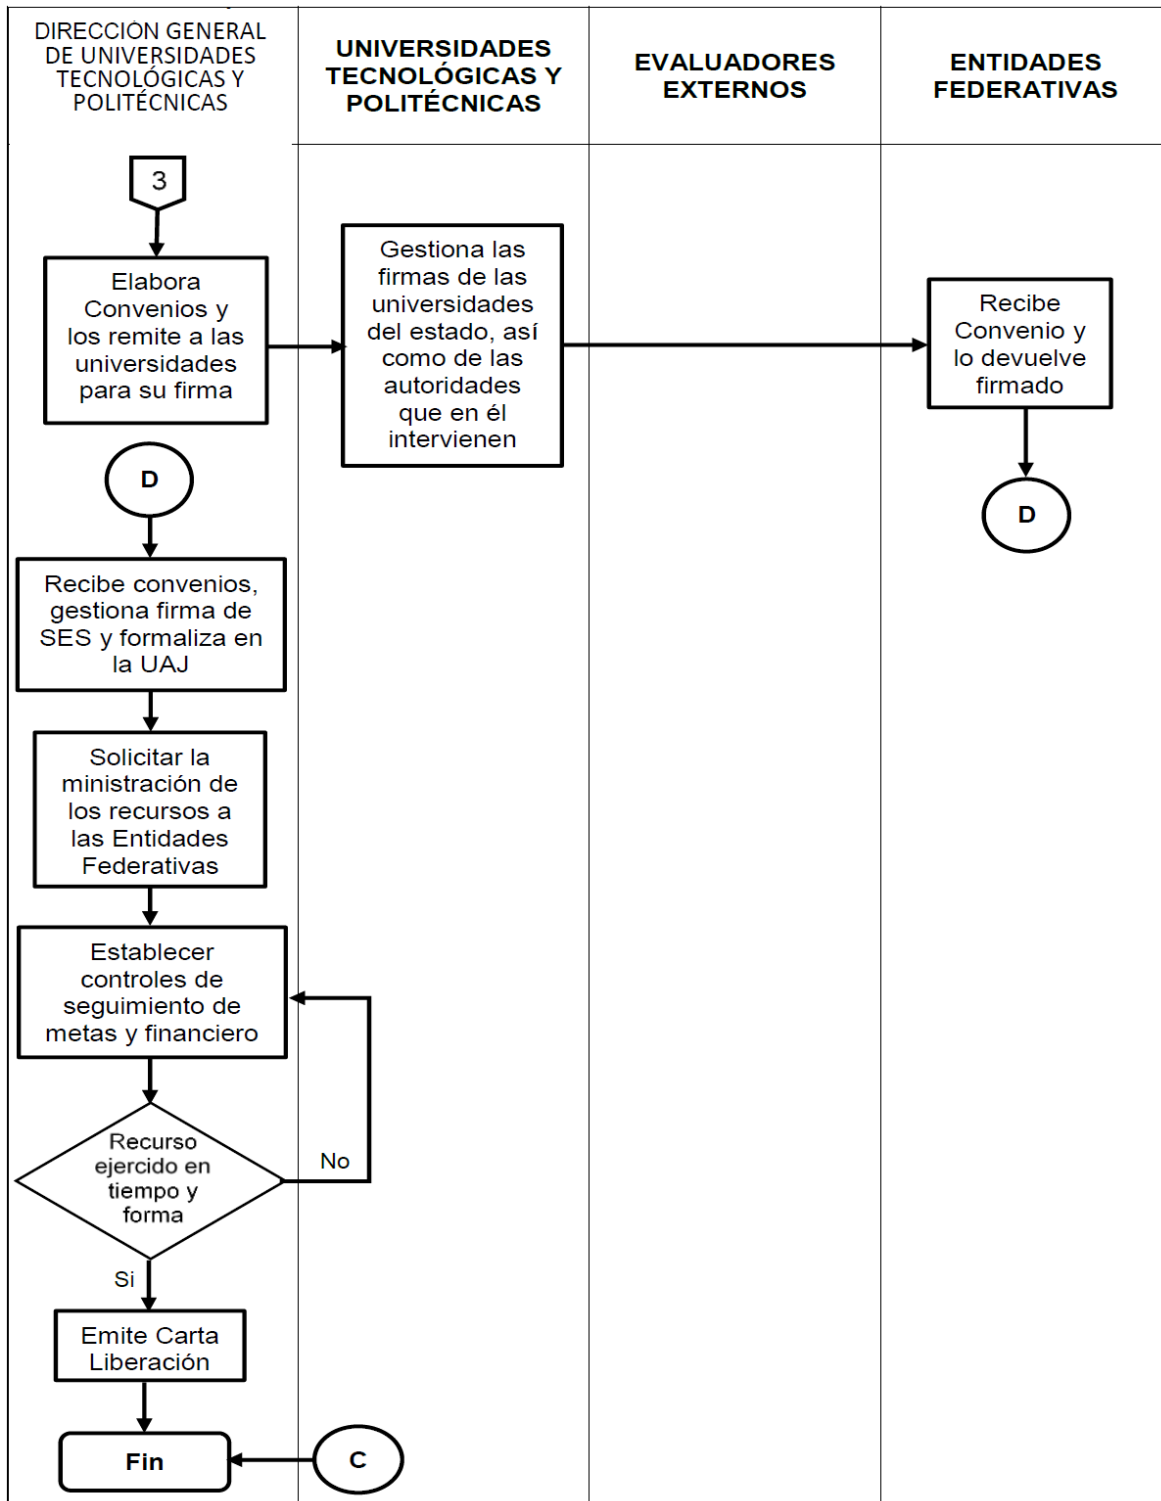 DIRECCIÓN GENERAL
DE UNIVERSIDADES
TECNOLÓGICAS Y
POLITÉCNICAS
UNIVERSIDADES
TECNOLÓGICAS Y
POLITÉCNICAS
EVALUADORES
EXTERNOS
ENTIDADES
FEDERATIVAS
3
Elabora
Convenios y
los remite a las
universidades
para su firma
Gestiona las
firmas de las
universidades
del estado, así
como de las
autoridades
que en él
intervienen
Recibe
Convenio y
lo devuelve
firmado
D
D
Recibe convenios,
gestiona firma de
SES y formaliza en
la UAJ
Solicitar la
ministración de
los recursos a
las Entidades
Federativas
Establecer
controles de
seguimiento de
metas y financiero
Recurso
ejercido en
tiempo y
forma
No
Si
Emite Carta
Liberación
Fin
C